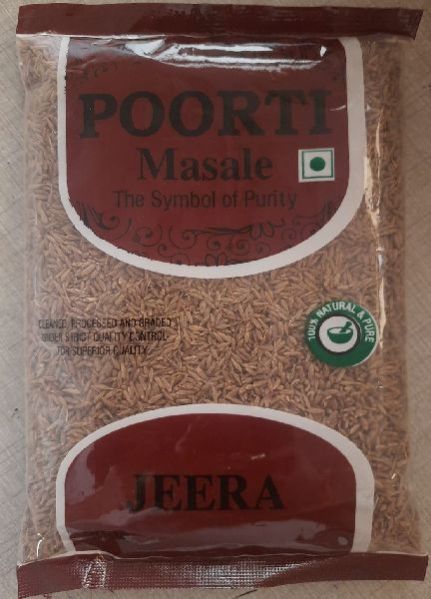 POORTI
Masale
The Symbol of Purity
CLEANED, PROCESSED AND GRADED
UNDER STRICT QUALITY CONTROL
FOR SUPERIOR QUALITY.
100% NATURAL & PURE
JEERA